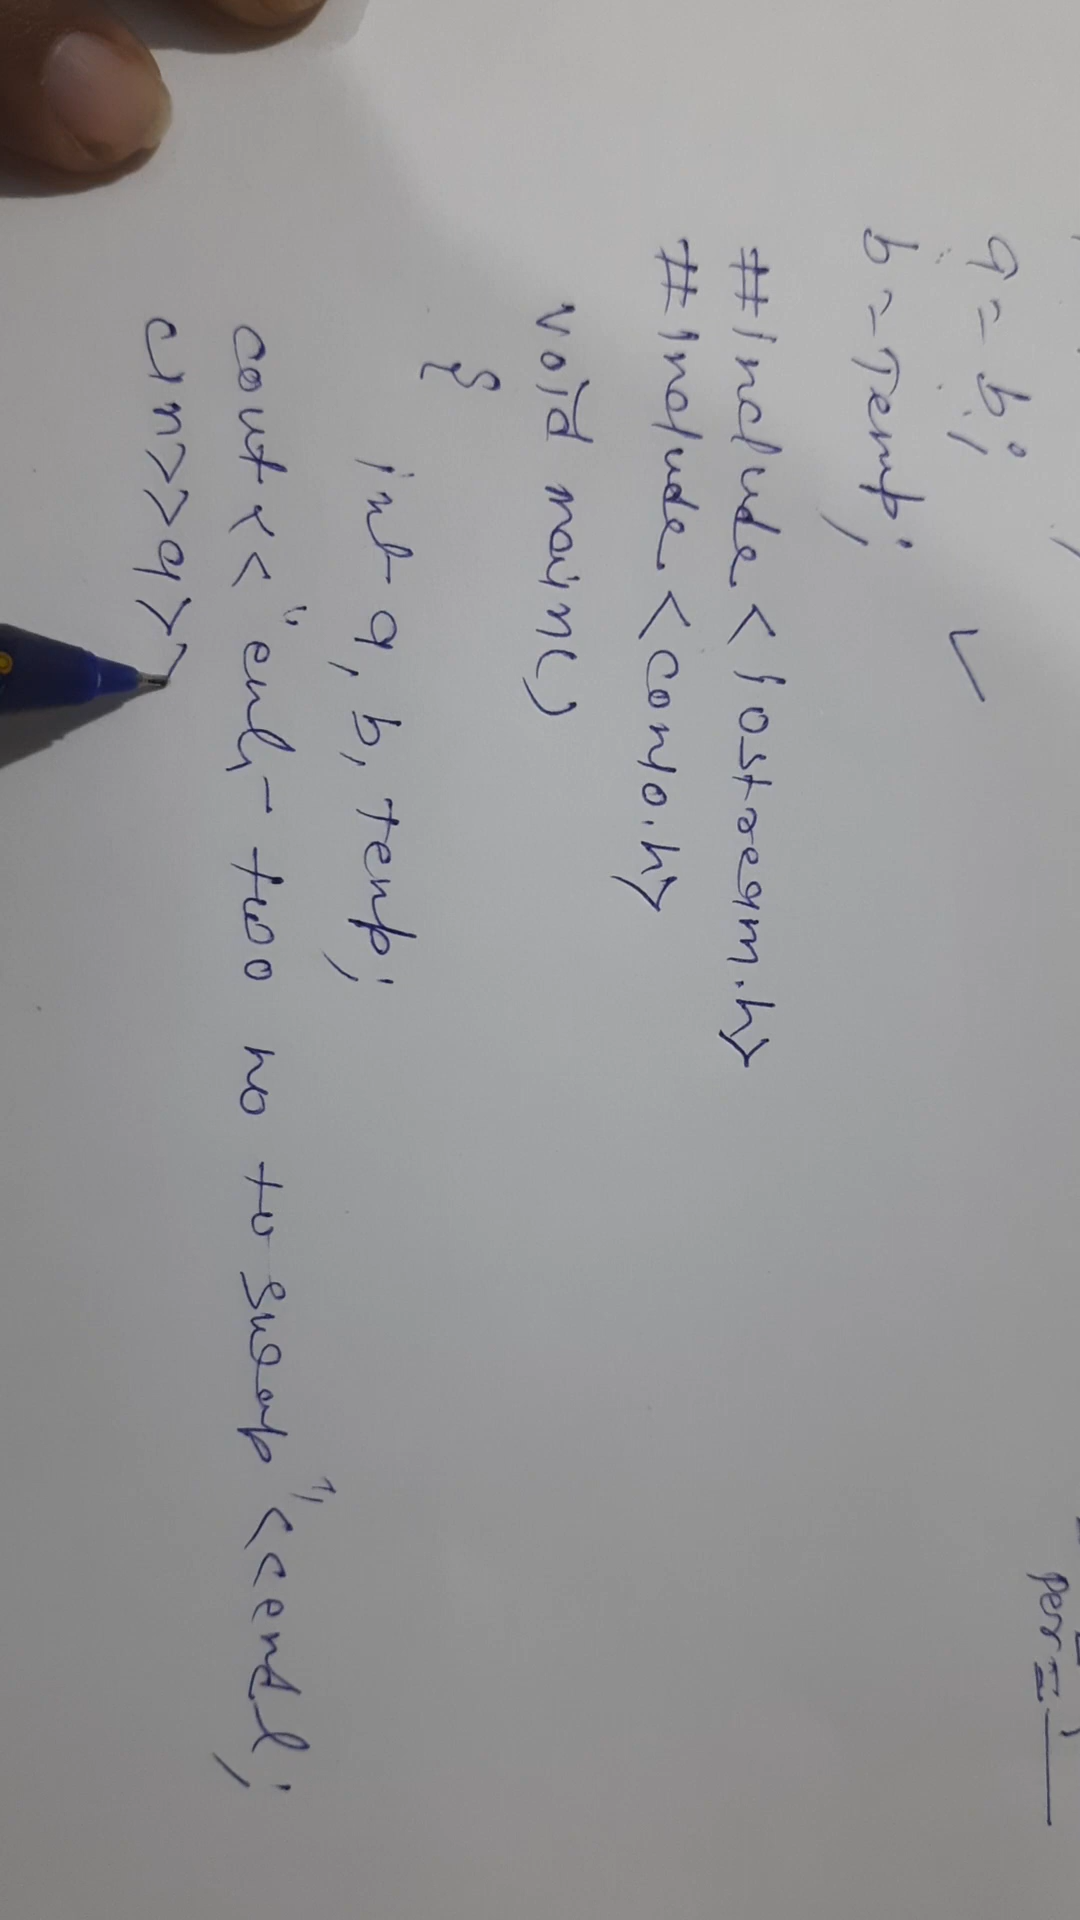 a = b;
b = Temp;
#include < iostream.h>
#include < conio.h>
void main()
{
int a, b, temp;
cout << "enter two no to swap" <<endl;
cin>>a>>